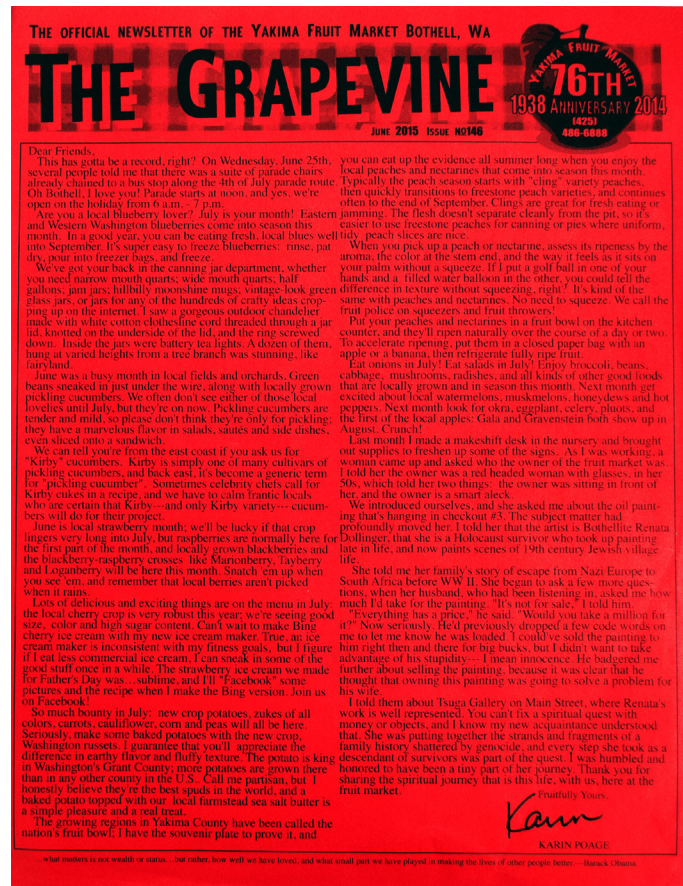 THE OFFICIAL NEWSLETTER OF THE YAKIMA FRUIT MARKET BOTHELL, WA
THE GRAPEVINE
JUNE 2015 ISSUE Nº146
YAKIMA FRUIT MARKET
76TH
1938 ANNIVERSARY 2014
(425)
486-6888
Dear Friends,
This has gotta be a record, right? On Wednesday, June 25th,
several people told me that there was a suite of parade chairs
already chained to a bus stop along the 4th of July parade route.
Oh Bothell, I love you! Parade starts at noon, and yes, we're
open on the holiday from 6 a.m. - 7 p.m.
Are you a local blueberry lover? July is your month! Eastern
and Western Washington blueberries come into season this
month. In a good year, you can be eating fresh, local blues well
into September. It's super easy to freeze blueberries: rinse, pat
dry, pour into freezer bags, and freeze.
We've got your back in the canning jar department, whether
you need narrow mouth quarts; wide mouth quarts; half
gallons; jam jars; hillbilly moonshine mugs; vintage-look green
glass jars, or jars for any of the hundreds of crafty ideas crop-
ping up on the internet. I saw a gorgeous outdoor chandelier
made with white cotton clothesline cord threaded through a jar
lid, knotted on the underside of the lid, and the ring screwed
down. Inside the jars were battery tea lights. A dozen of them,
hung at varied heights from a tree branch was stunning, like
fairyland.
June was a busy month in local fields and orchards. Green
beans sneaked in just under the wire, along with locally grown
pickling cucumbers. We often don't see either of those local
lovelies until July, but they're on now. Pickling cucumbers are
tender and mild, so please don't think they're only for pickling;
they have a marvelous flavor in salads, sautés and side dishes,
even sliced onto a sandwich.
We can tell you're from the east coast if you ask us for
"Kirby" cucumbers. Kirby is simply one of many cultivars of
pickling cucumbers, and back east, it's become a generic term
for "pickling cucumber". Sometimes celebrity chefs call for
Kirby cukes in a recipe, and we have to calm frantic locals
who are certain that Kirby---and only Kirby variety--- cucum-
bers will do for their project.
June is local strawberry month; we'll be lucky if that crop
lingers very long into July, but raspberries are normally here for
the first part of the month, and locally grown blackberries and
the blackberry-raspberry crosses like Marionberry, Tayberry
and Loganberry will be here this month. Snatch 'em up when
you see 'em, and remember that local berries aren't picked
when it rains.
Lots of delicious and exciting things are on the menu in July;
the local cherry crop is very robust this year; we're seeing good
size, color and high sugar content. Can't wait to make Bing
cherry ice cream with my new ice cream maker. True, an ice
cream maker is inconsistent with my fitness goals, but I figure
if I eat less commercial ice cream, I can sneak in some of the
good stuff once in a while. The strawberry ice cream we made
for Father's Day was...sublime, and I'll "Facebook" some
pictures and the recipe when I make the Bing version. Join us
on Facebook!
So much bounty in July: new crop potatoes, zukes of all
colors, carrots, cauliflower, corn and peas will all be here.
Seriously, make some baked potatoes with the new crop,
Washington russets. I guarantee that you'll appreciate the
difference in earthy flavor and fluffy texture. The potato is king
in Washington's Grant County; more potatoes are grown there
than in any other county in the U.S.. Call me partisan, but I
honestly believe they're the best spuds in the world, and a
baked potato topped with our local farmstead sea salt butter is
a simple pleasure and a real treat.
The growing regions in Yakima County have been called the
nation's fruit bowl; I have the souvenir plate to prove it, and
you can eat up the evidence all summer long when you enjoy the
local peaches and nectarines that come into season this month.
Typically the peach season starts with "cling" variety peaches,
then quickly transitions to freestone peach varieties, and continues
often to the end of September. Clings are great for fresh eating or
jamming. The flesh doesn't separate cleanly from the pit, so it's
easier to use freestone peaches for canning or pies where uniform,
tidy peach slices are nice.
When you pick up a peach or nectarine, assess its ripeness by the
aroma, the color at the stem end, and the way it feels as it sits on
your palm without a squeeze. If I put a golf ball in one of your
hands and a filled water balloon in the other, you could tell the
difference in texture without squeezing, right? It's kind of the
same with peaches and nectarines. No need to squeeze. We call the
fruit police on squeezers and fruit throwers!
Put your peaches and nectarines in a fruit bowl on the kitchen
counter, and they'll ripen naturally over the course of a day or two.
To accelerate ripening, put them in a closed paper bag with an
apple or a banana, then refrigerate fully ripe fruit.
Eat onions in July! Eat salads in July! Enjoy broccoli, beans,
cabbage, mushrooms, radishes, and all kinds of other good foods
that are locally grown and in season this month. Next month get
excited about local watermelons, muskmelons, honeydews and hot
peppers. Next month look for okra, eggplant, celery, pluots, and
the first of the local apples: Gala and Gravenstein both show up in
August. Crunch!
Last month I made a makeshift desk in the nursery and brought
out supplies to freshen up some of the signs. As I was working, a
woman came up and asked who the owner of the fruit market was.
I told her the owner was a red headed woman with glasses, in her
50s, which told her two things: the owner was sitting in front of
her, and the owner is a smart aleck.
We introduced ourselves, and she asked me about the oil paint-
ing that's hanging in checkout #3. The subject matter had
profoundly moved her. I told her that the artist is Bothellite Renata
Dollinger, that she is a Holocaust survivor who took up painting
late in life, and now paints scenes of 19th century Jewish village
life.
She told me her family's story of escape from Nazi Europe to
South Africa before WW II. She began to ask a few more ques-
tions, when her husband, who had been listening in, asked me how
much I'd take for the painting. "It's not for sale," I told him.
"Everything has a price," he said. "Would you take a million for
it?" Now seriously. He'd previously dropped a few code words on
me to let me know he was loaded. I could've sold the painting to
him right then and there for big bucks, but I didn't want to take
advantage of his stupidity--- I mean innocence. He badgered me
further about selling the painting, because it was clear that he
thought that owning this painting was going to solve a problem for
his wife.
I told them about Tsuga Gallery on Main Street, where Renata's
work is well represented. You can't fix a spiritual quest with
money or objects, and I know my new acquaintance understood
that. She was putting together the strands and fragments of a
family history shattered by genocide, and every step she took as a
descendant of survivors was part of the quest. I was humbled and
honored to have been a tiny part of her journey. Thank you for
sharing the spiritual journey that is this life, with us, here at the
fruit market.
Fruitfully Yours,
Karin
KARIN POAGE
...what matters is not wealth or status...but rather, how well we have loved, and what small part we have played in making the lives of other people better.---Barack Obama